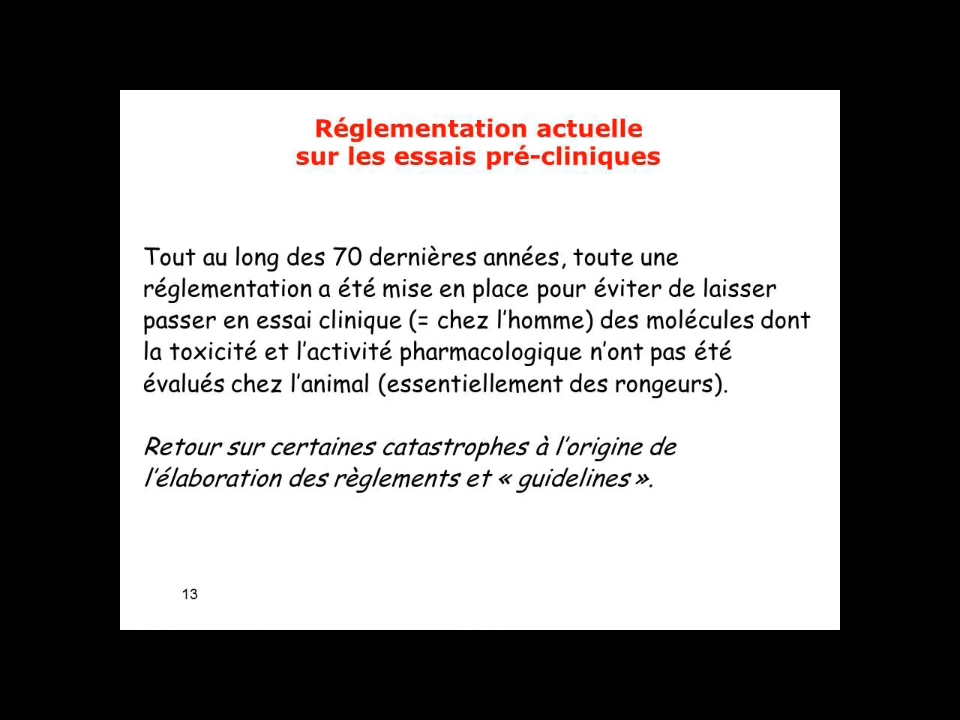 Réglementation actuelle
sur les essais pré-cliniques
Tout au long des 70 dernières années, toute une
réglementation a été mise en place pour éviter de laisser
passer en essai clinique (= chez l’homme) des molécules dont
la toxicité et l’activité pharmacologique n’ont pas été
évalués chez l’animal (essentiellement des rongeurs).
Retour sur certaines catastrophes à l’origine de
l’élaboration des règlements et « guidelines ».
13